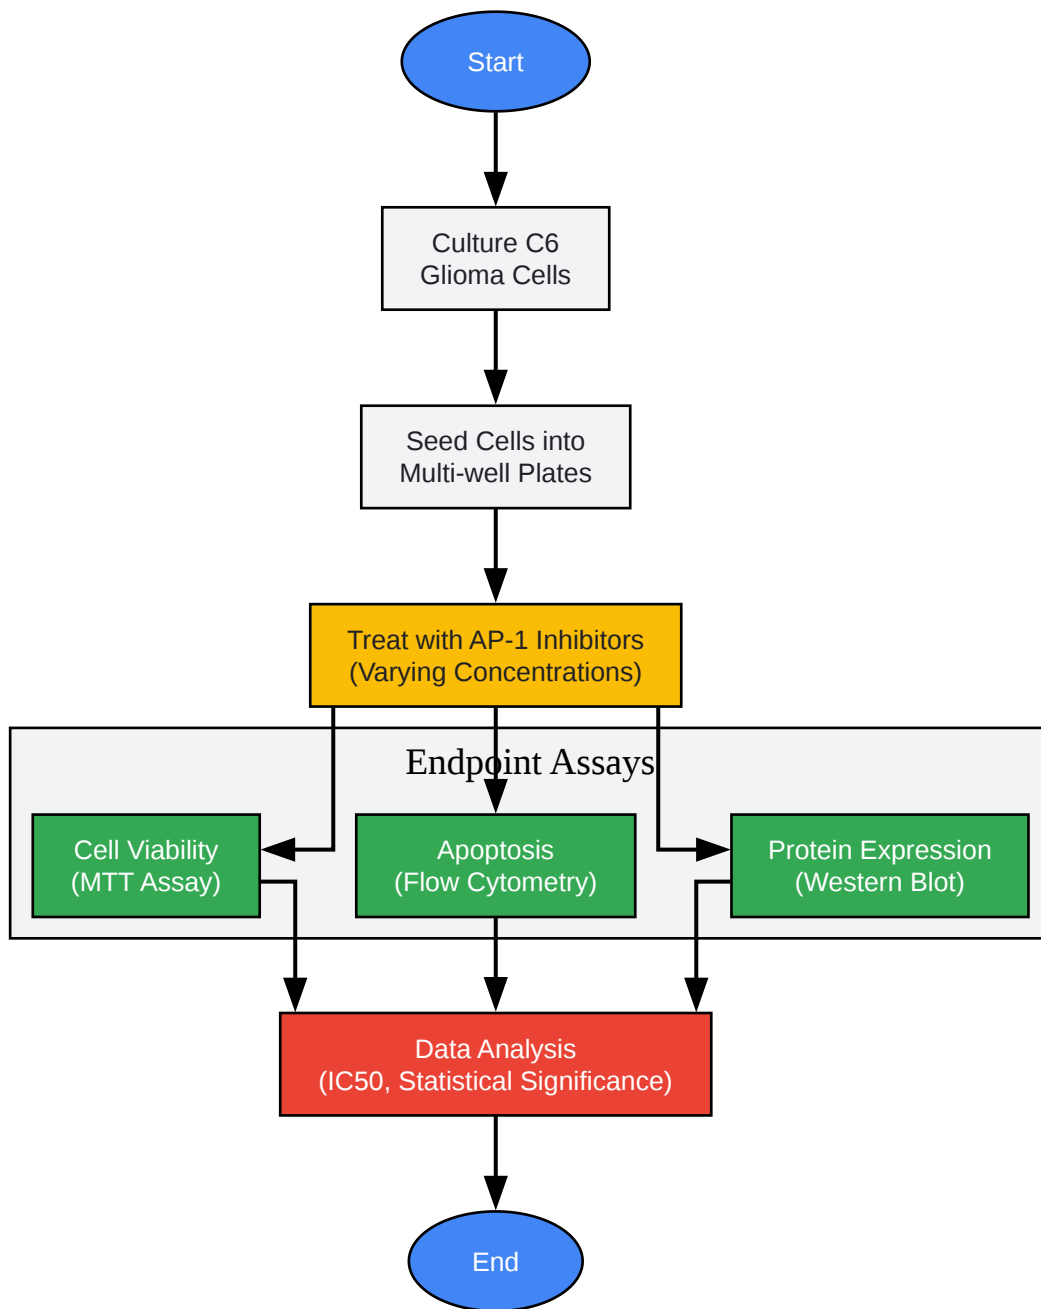 Start
Culture C6
Glioma Cells
Seed Cells into
Multi-well Plates
Treat with AP-1 Inhibitors
(Varying Concentrations)
Endpoint Assays
Cell Viability
(MTT Assay)
Apoptosis
(Flow Cytometry)
Protein Expression
(Western Blot)
Data Analysis
(IC50, Statistical Significance)
End